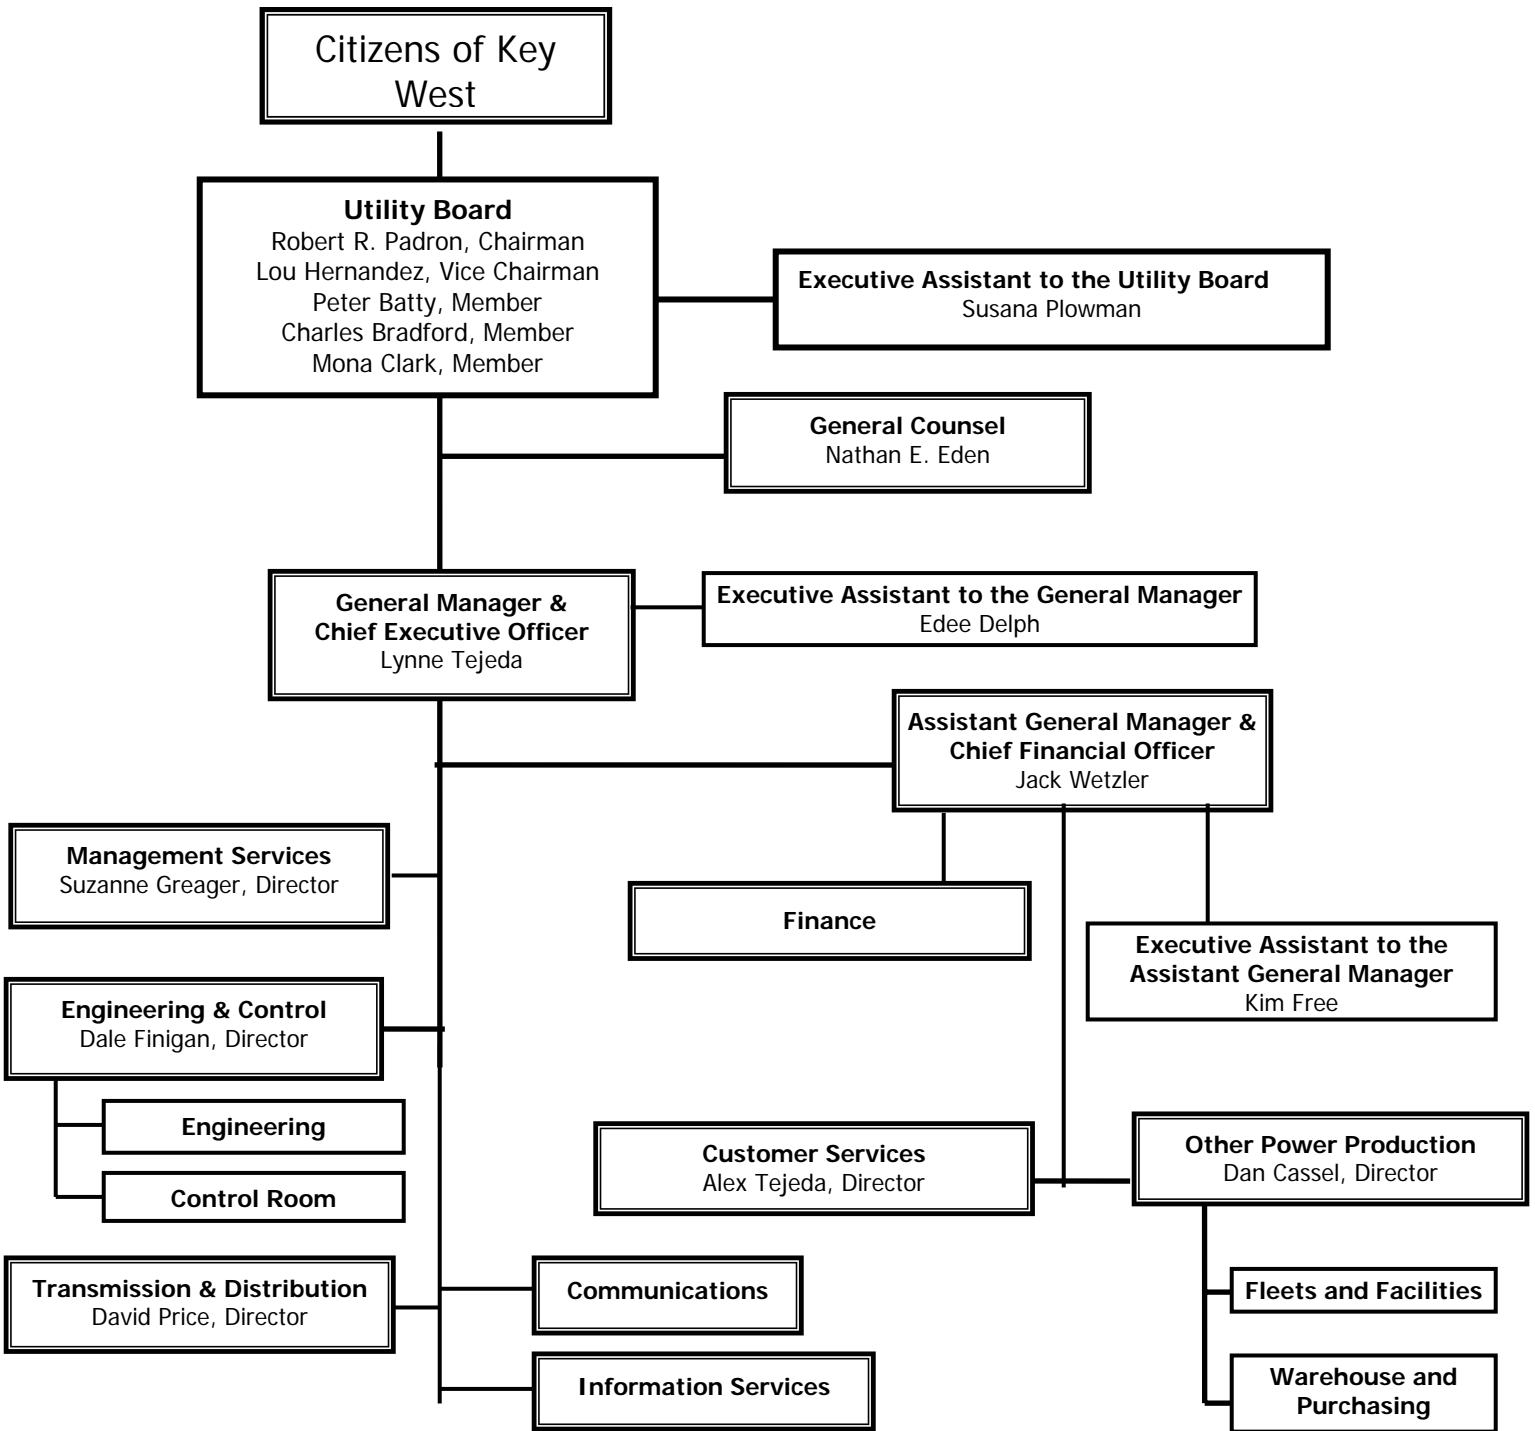 Citizens of Key
West
Utility Board
Robert R. Padron, Chairman
Lou Hernandez, Vice Chairman
Peter Batty, Member
Charles Bradford, Member
Mona Clark, Member
Executive Assistant to the Utility Board
Susana Plowman
General Counsel
Nathan E. Eden
General Manager &
Chief Executive Officer
Lynne Tejeda
Executive Assistant to the General Manager
Edee Delph
Assistant General Manager &
Chief Financial Officer
Jack Wetzler
Management Services
Suzanne Greager, Director
Finance
Executive Assistant to the
Assistant General Manager
Kim Free
Engineering & Control
Dale Finigan, Director
Engineering
Control Room
Customer Services
Alex Tejeda, Director
Other Power Production
Dan Cassel, Director
Transmission & Distribution
David Price, Director
Communications
Fleets and Facilities
Information Services
Warehouse and
Purchasing